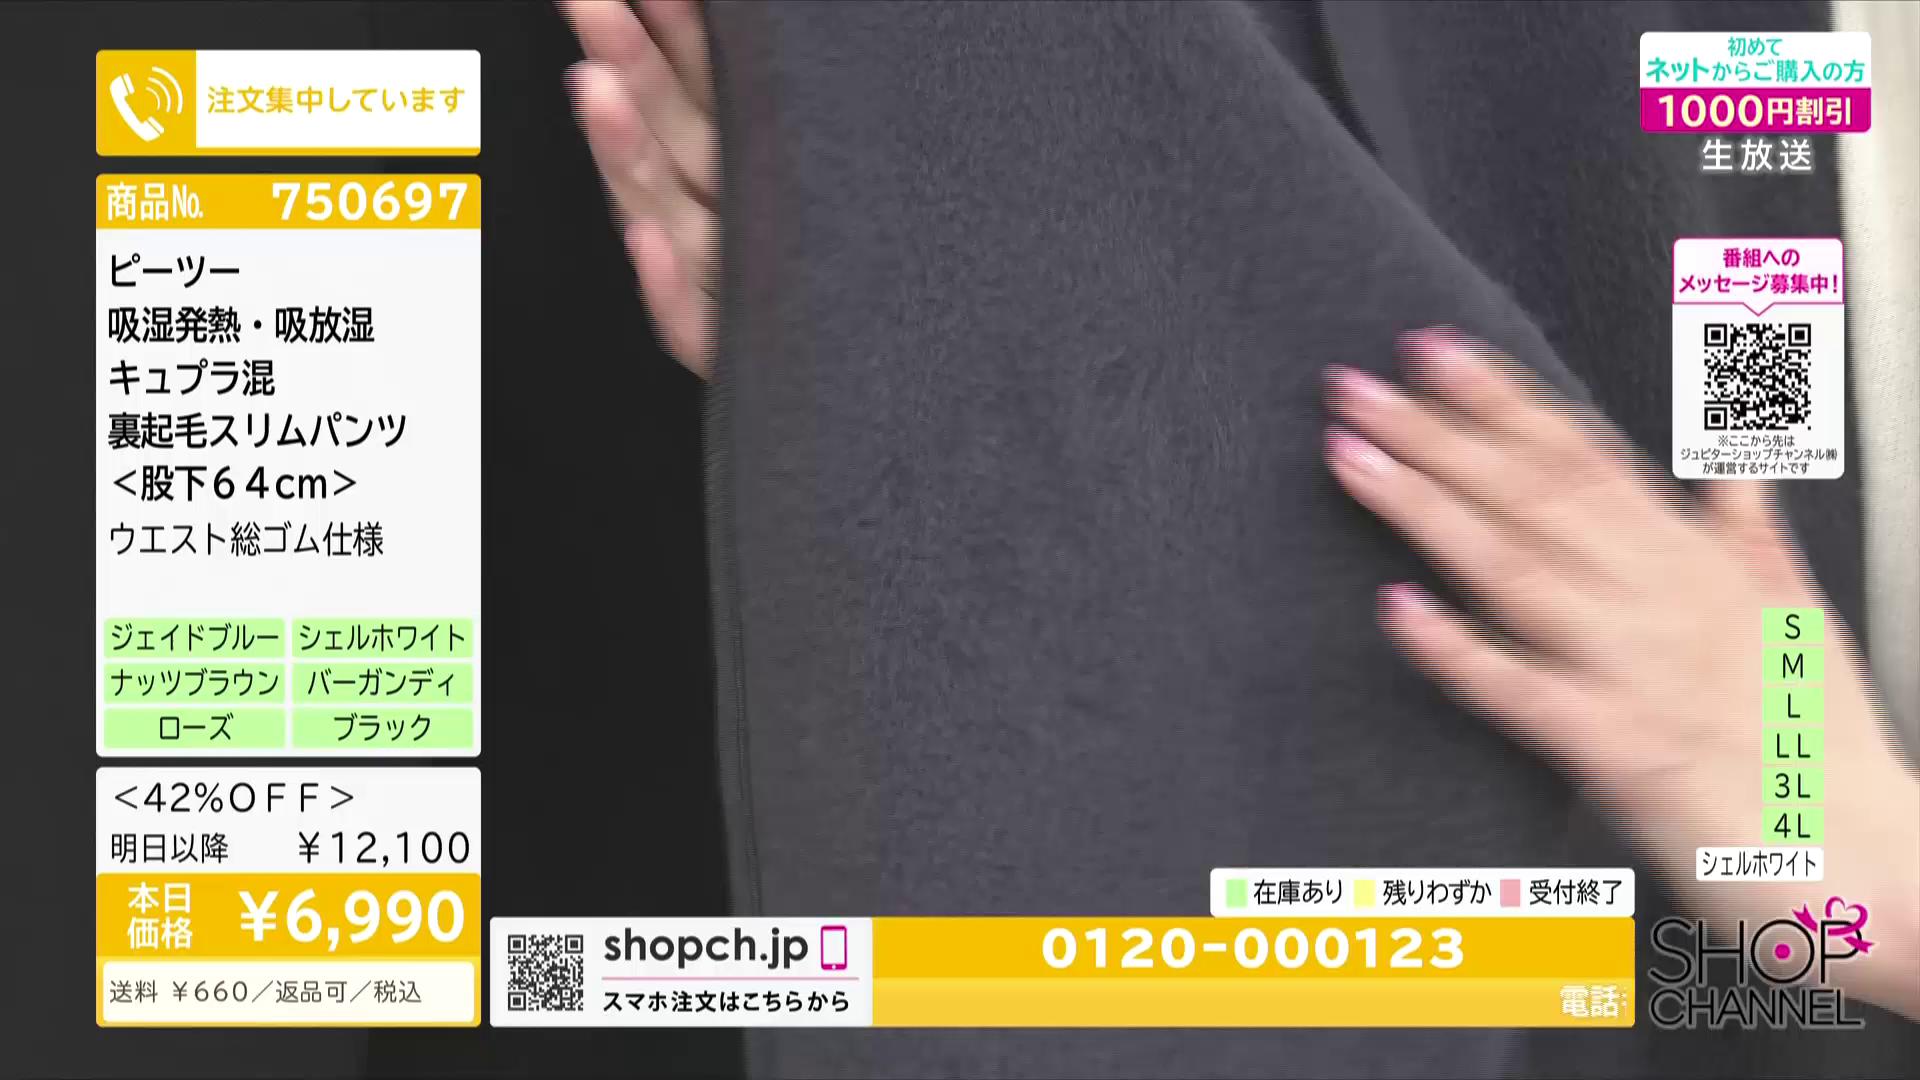 注文集中しています
商品No. 750697
ピーツー
吸湿発熱・吸放湿
キュプラ混
裏起毛スリムパンツ
＜股下６４cm＞
ウエスト総ゴム仕様
ジェイドブルー シェルホワイト
ナッツブラウン バーガンディ
ローズ ブラック
＜42%ＯＦＦ＞
明日以降 ￥12,100
本日価格 ￥6,990
送料 ￥660／返品可／税込
初めて
ネットからご購入の方
1000円割引
生放送
番組への
メッセージ募集中!
※ここから先は
ジュピターショップチャンネル㈱
が運営するサイトです
S
M
L
LL
3L
4L
シェルホワイト
在庫あり 残りわずか 受付終了
shopch.jp
スマホ注文はこちらから
0120-000123
電話
SHOP
CHANNEL